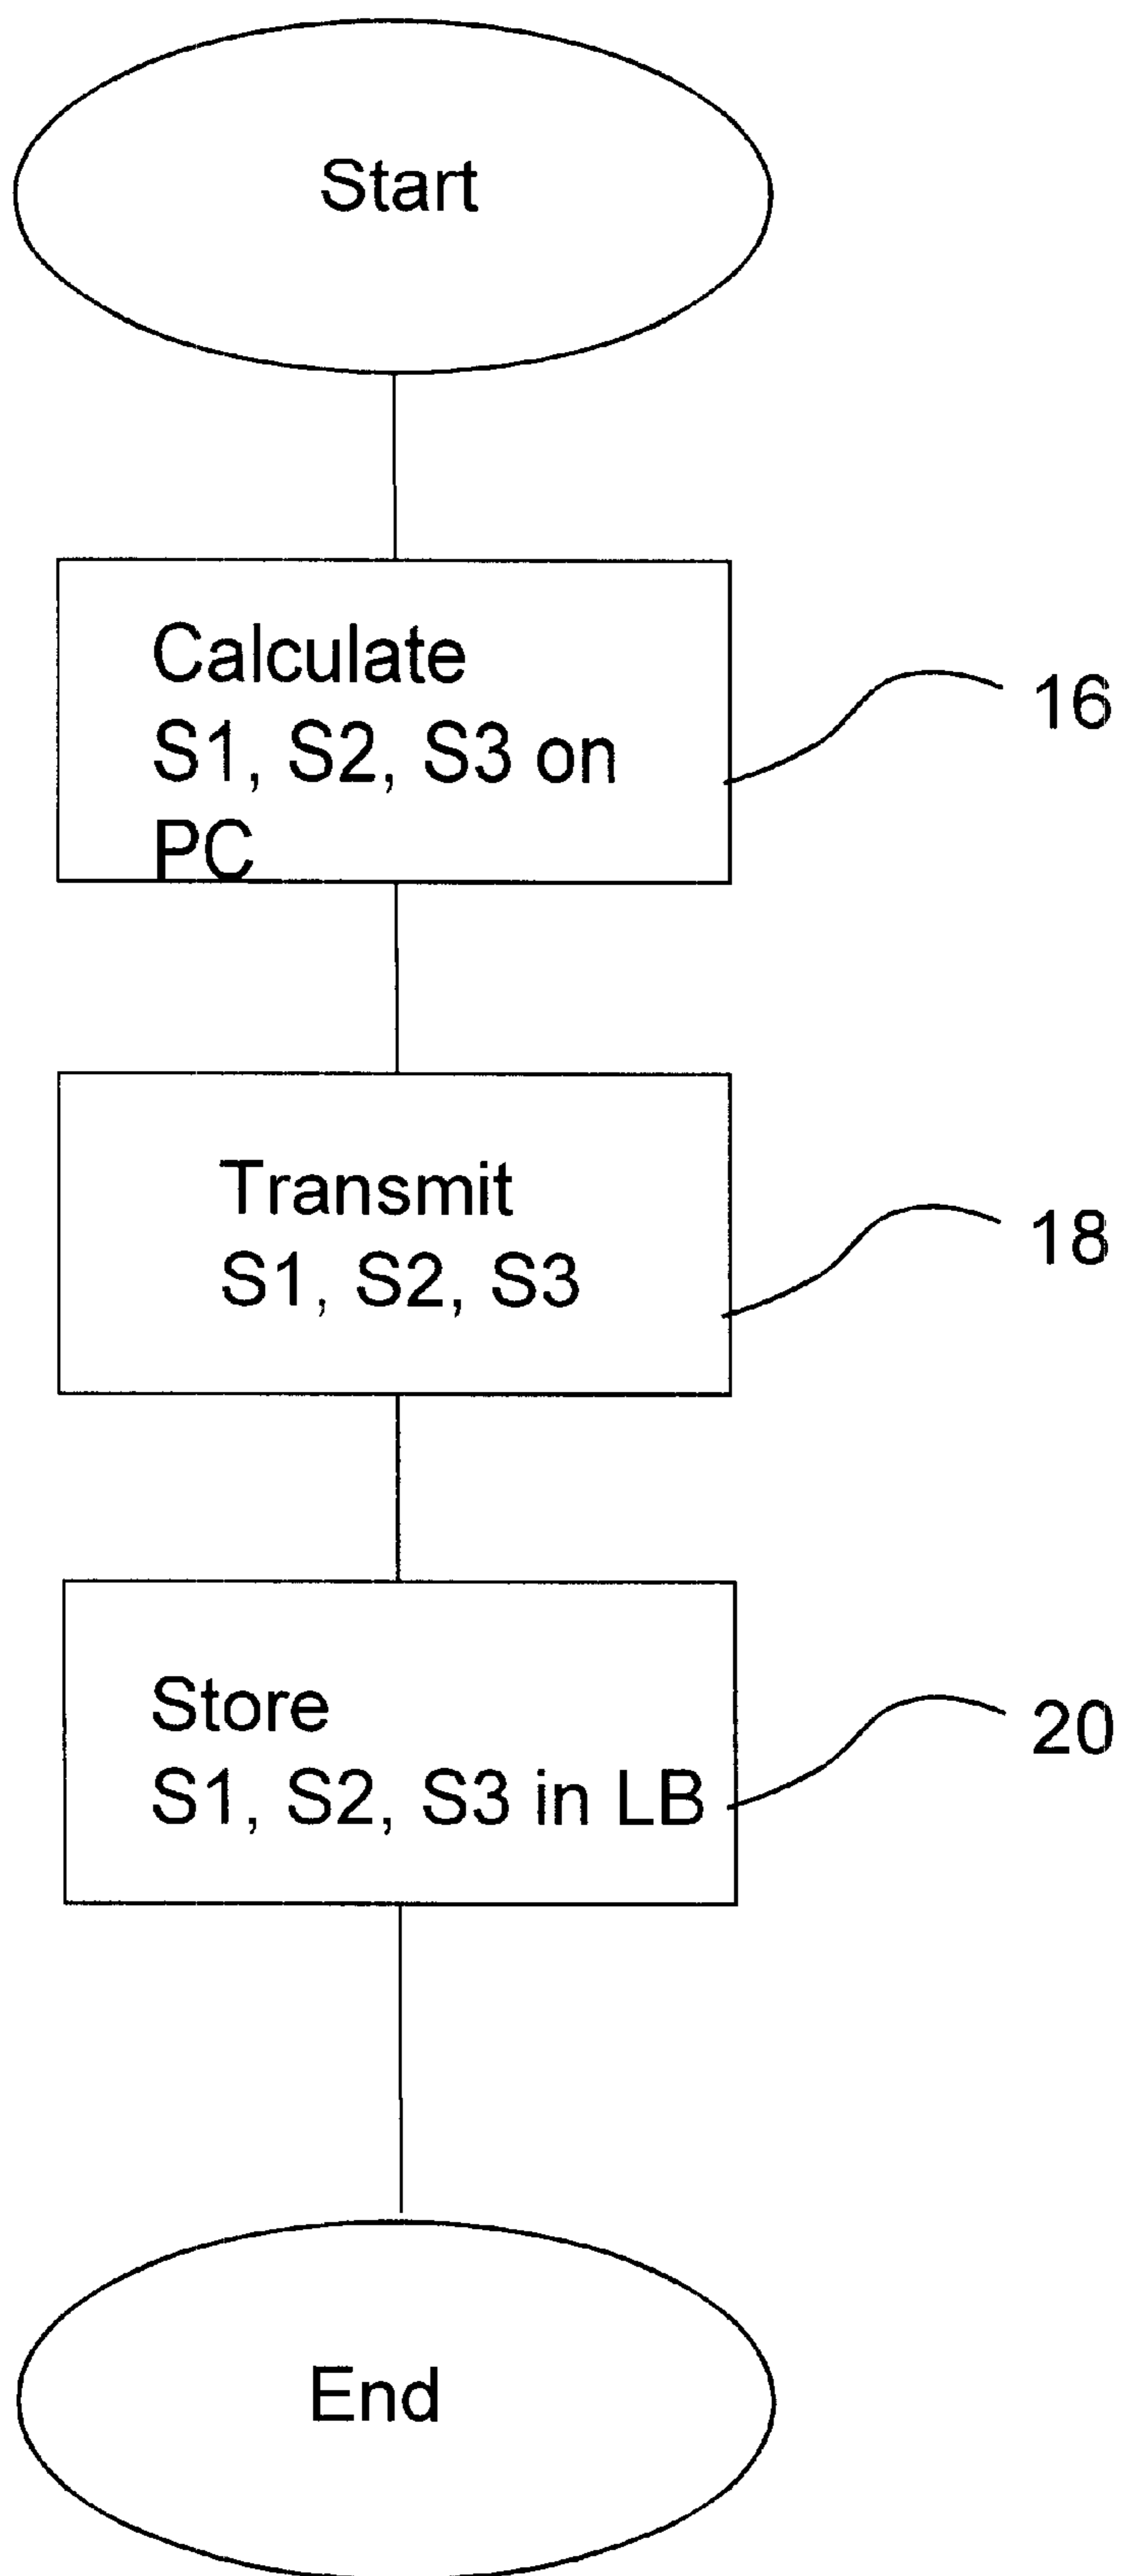 Start
Calculate
S1, S2, S3 on
PC
16
Transmit
S1, S2, S3
18
Store
S1, S2, S3 in LB
20
End